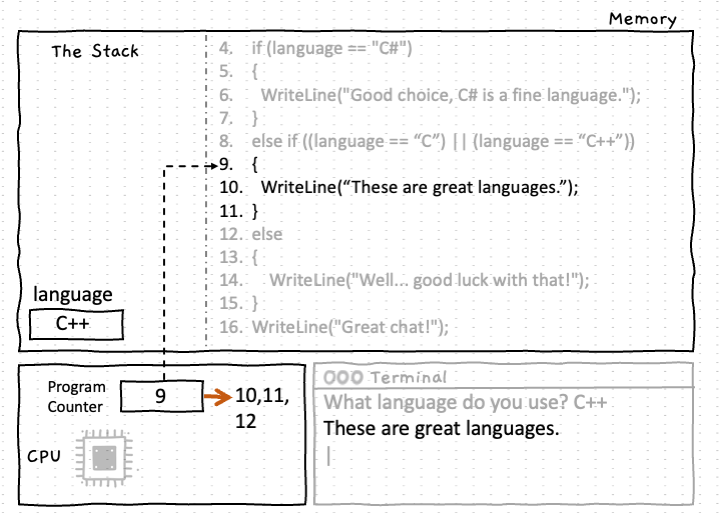 Memory
The Stack
4. if (language == "C#")
5. {
6. WriteLine("Good choice, C# is a fine language.");
7. }
8. else if ((language == “C”) || (language == “C++”))
9. {
10. WriteLine(“These are great languages.”);
11. }
12. else
13. {
14. WriteLine("Well... good luck with that!");
15. }
16. WriteLine("Great chat!");
language
C++
Program
Counter
9
10,11,
12
CPU
Terminal
What language do you use? C++
These are great languages.